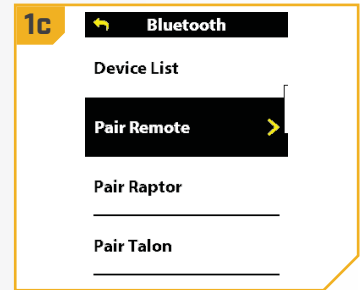 1c
Bluetooth
Device List
Pair Remote
Pair Raptor
Pair Talon